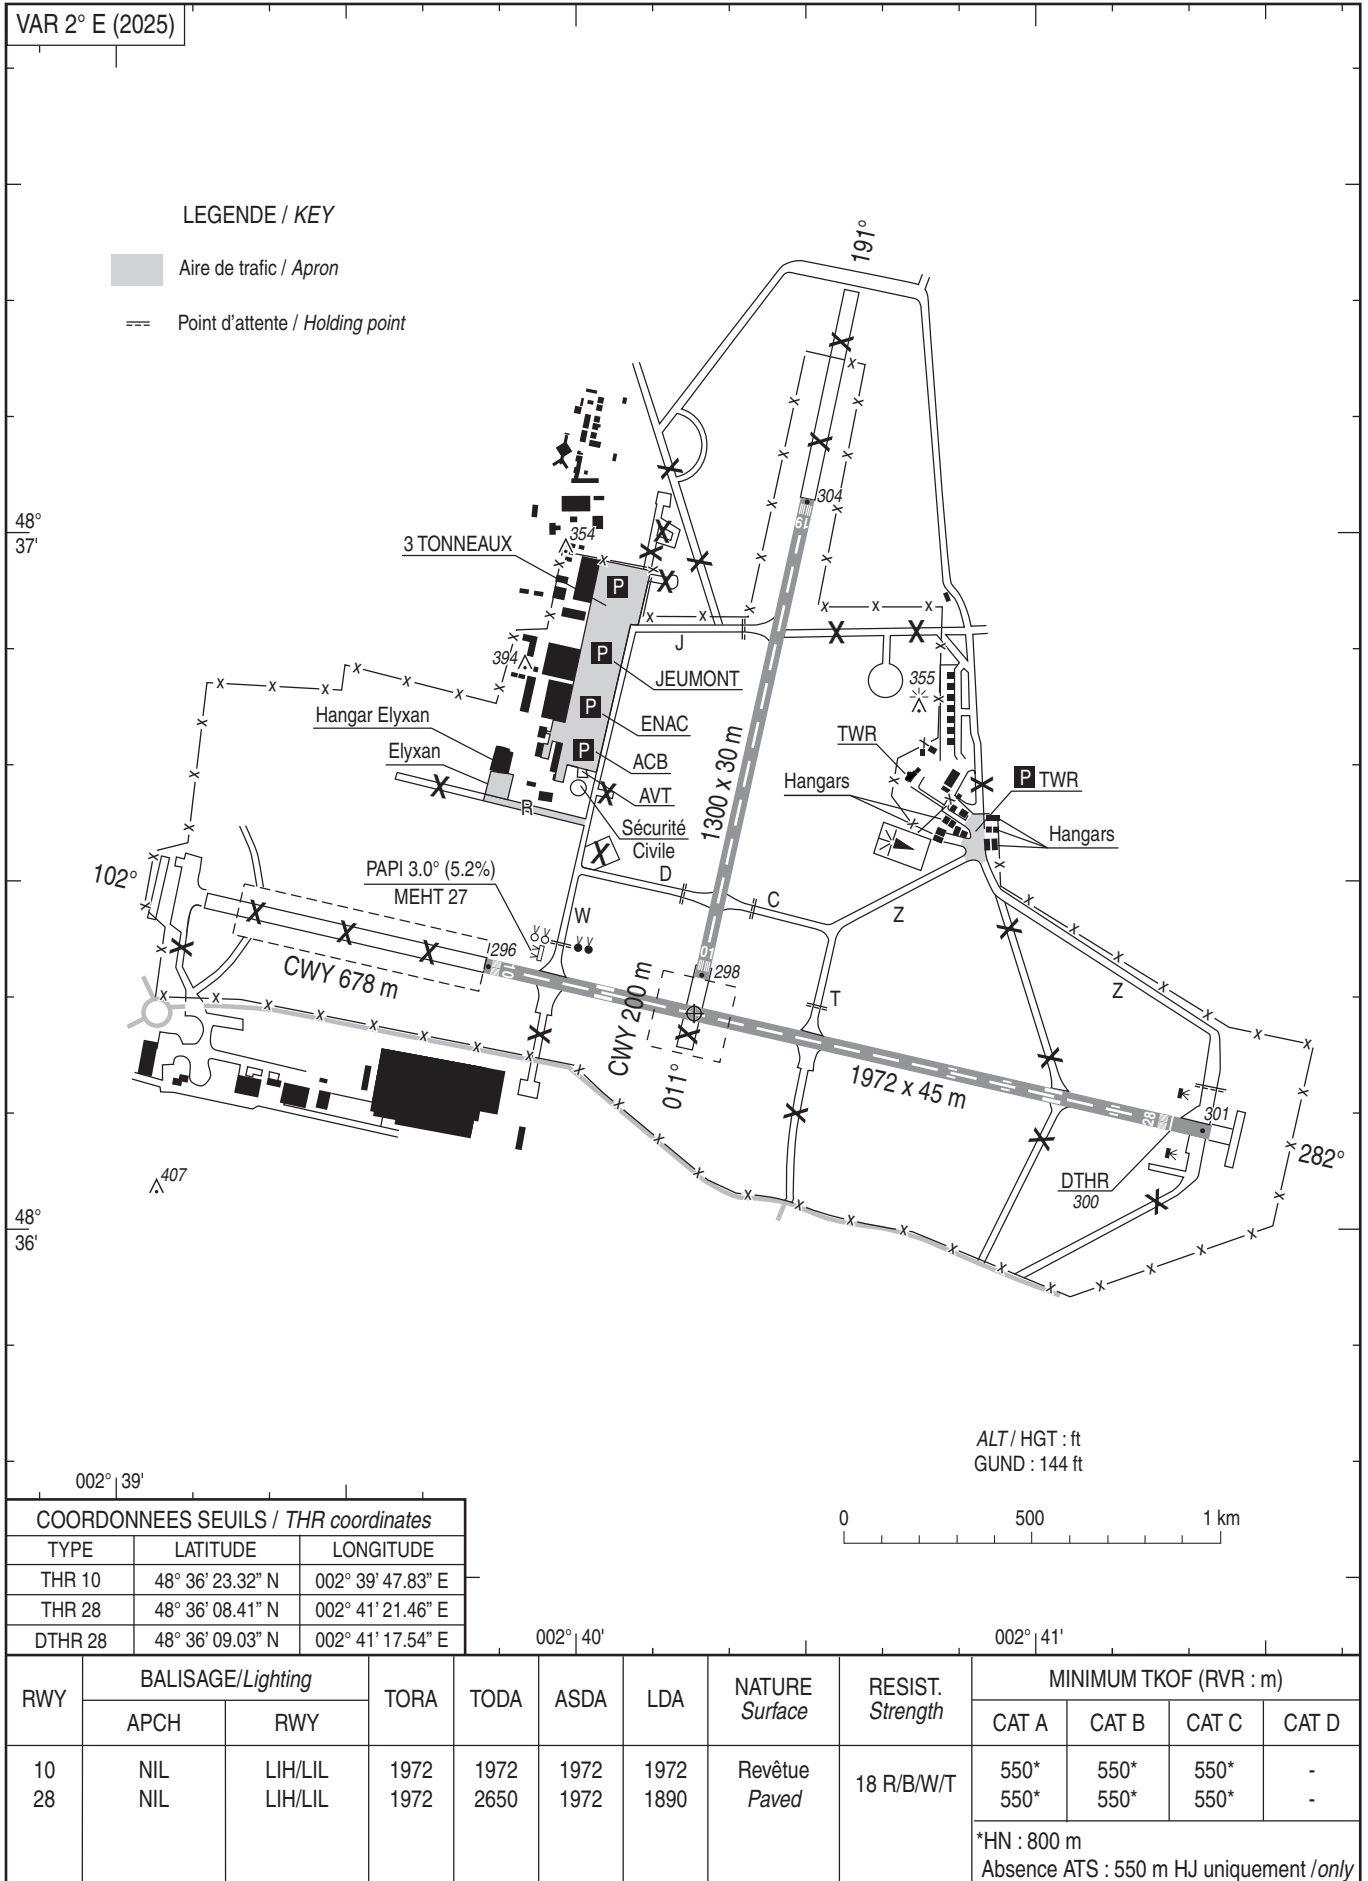 VAR 2° E (2025)
LEGENDE / KEY
Aire de trafic / Apron
Point d'attente / Holding point
191°
304
19
48°
37'
354
3 TONNEAUX
P
P
J
394
JEUMONT
355
Hangar Elyxan
P
ENAC
TWR
Elyxan
P
ACB
P TWR
Hangars
AVT
R
1300 x 30 m
Sécurité
Civile
Hangars
102°
PAPI 3.0° (5.2%)
MEHT 27
D
C
W
Z
296
10
01
298
CWY 678 m
CWY 200 m
T
Z
011°
1972 x 45 m
28
301
282°
DTHR
300
407
48°
36'
ALT / HGT : ft
GUND : 144 ft
002° 39'
0 500 1 km
COORDONNEES SEUILS / THR coordinates
TYPE LATITUDE LONGITUDE
THR 10 48° 36' 23.32" N 002° 39' 47.83" E
THR 28 48° 36' 08.41" N 002° 41' 21.46" E
DTHR 28 48° 36' 09.03" N 002° 41' 17.54" E
002° 40'
002° 41'
RWY BALISAGE/Lighting TORA TODA ASDA LDA NATURE Surface RESIST. Strength MINIMUM TKOF (RVR : m)
APCH RWY CAT A CAT B CAT C CAT D
10 NIL LIH/LIL 1972 1972 1972 1972 Revêtue 18 R/B/W/T 550* 550* 550* -
28 NIL LIH/LIL 1972 2650 1972 1890 Paved 550* 550* 550* -
*HN : 800 m
Absence ATS : 550 m HJ uniquement /only